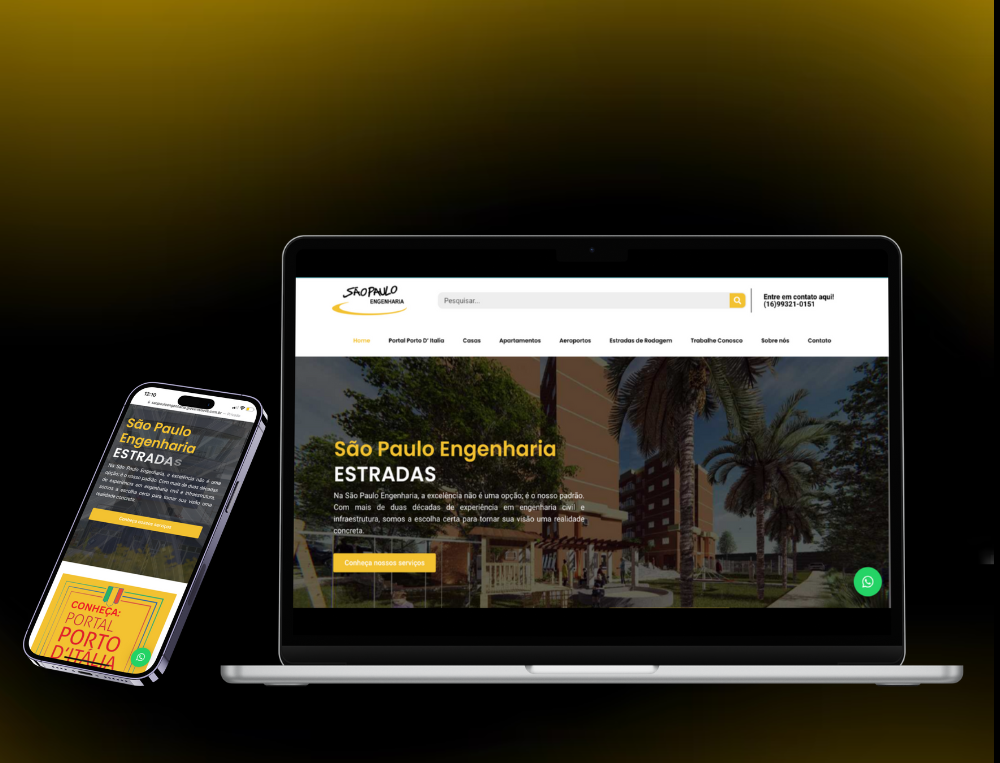 SÃO PAULO
ENGENHARIA
Pesquisar...
Entre em contato aqui!
(16)99321-0151
Home Portal Porto D' Italia Casas Apartamentos Aeroportos Estradas de Rodagem Trabalhe Conosco Sobre nós Contato
São Paulo Engenharia
ESTRADAS
Na São Paulo Engenharia, a excelência não é uma opção; é o nosso padrão.
Com mais de duas décadas de experiência em engenharia civil e
infraestrutura, somos a escolha certa para tornar sua visão uma realidade
concreta.
Conheça nossos serviços
12:10
São Paulo
Engenharia
ESTRADAS
Na São Paulo Engenharia, a excelência não é uma
opção; é o nosso padrão. Com mais de duas décadas
de experiência em engenharia civil e infraestrutura,
somos a escolha certa para tornar sua visão uma
realidade concreta.
Conheça nossos serviços
CONHEÇA:
PORTAL
PORTO
D'ITÁLIA